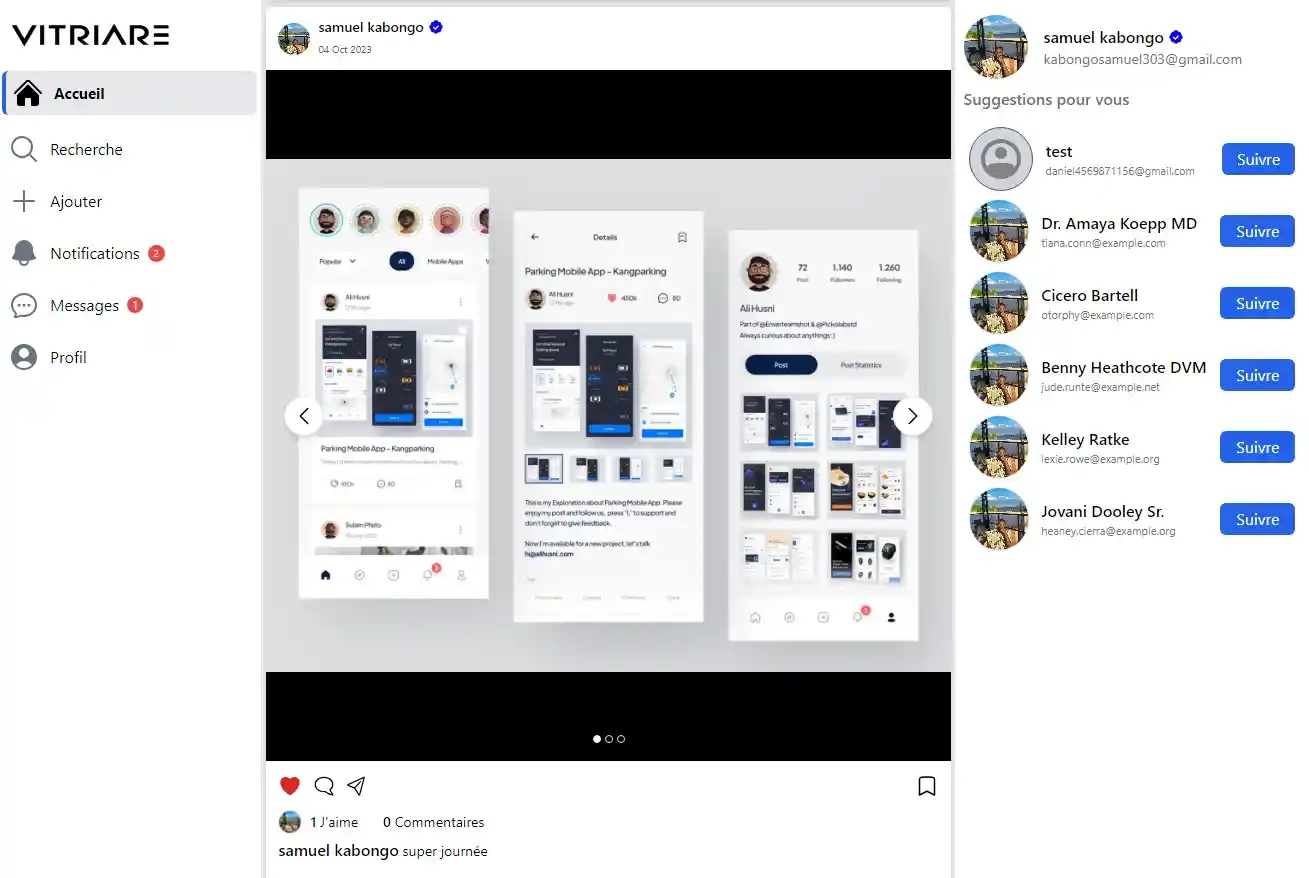 VITRIARE
Accueil
Recherche
Ajouter
Notifications 2
Messages 1
Profil
samuel kabongo
04 Oct 2023
Popular
All
Mobile Apps
Ali Husni
Parking Mobile App - Kangparking
460k 80
Sulam Phato
3
Details
Parking Mobile App - Kangparking
Ali Husni
460k 80
This is my Exploration about Parking Mobile App. Please
enjoy my post and follow us, press "L" to support and
don't forget to give feedback.
Now I'm available for a new project, let's talk
hi@alihusni.com
72 1.140 1.260
Post Followers Following
Ali Husni
Always curious about anythings :)
Post Post Statistics
1 J'aime 0 Commentaires
samuel kabongo super journée
samuel kabongo
kabongosamuel303@gmail.com
Suggestions pour vous
test
daniel4569871156@gmail.com
Suivre
Dr. Amaya Koepp MD
tiana.conn@example.com
Suivre
Cicero Bartell
otorphy@example.com
Suivre
Benny Heathcote DVM
jude.runte@example.net
Suivre
Kelley Ratke
lexie.rowe@example.org
Suivre
Jovani Dooley Sr.
heaney.cierra@example.org
Suivre